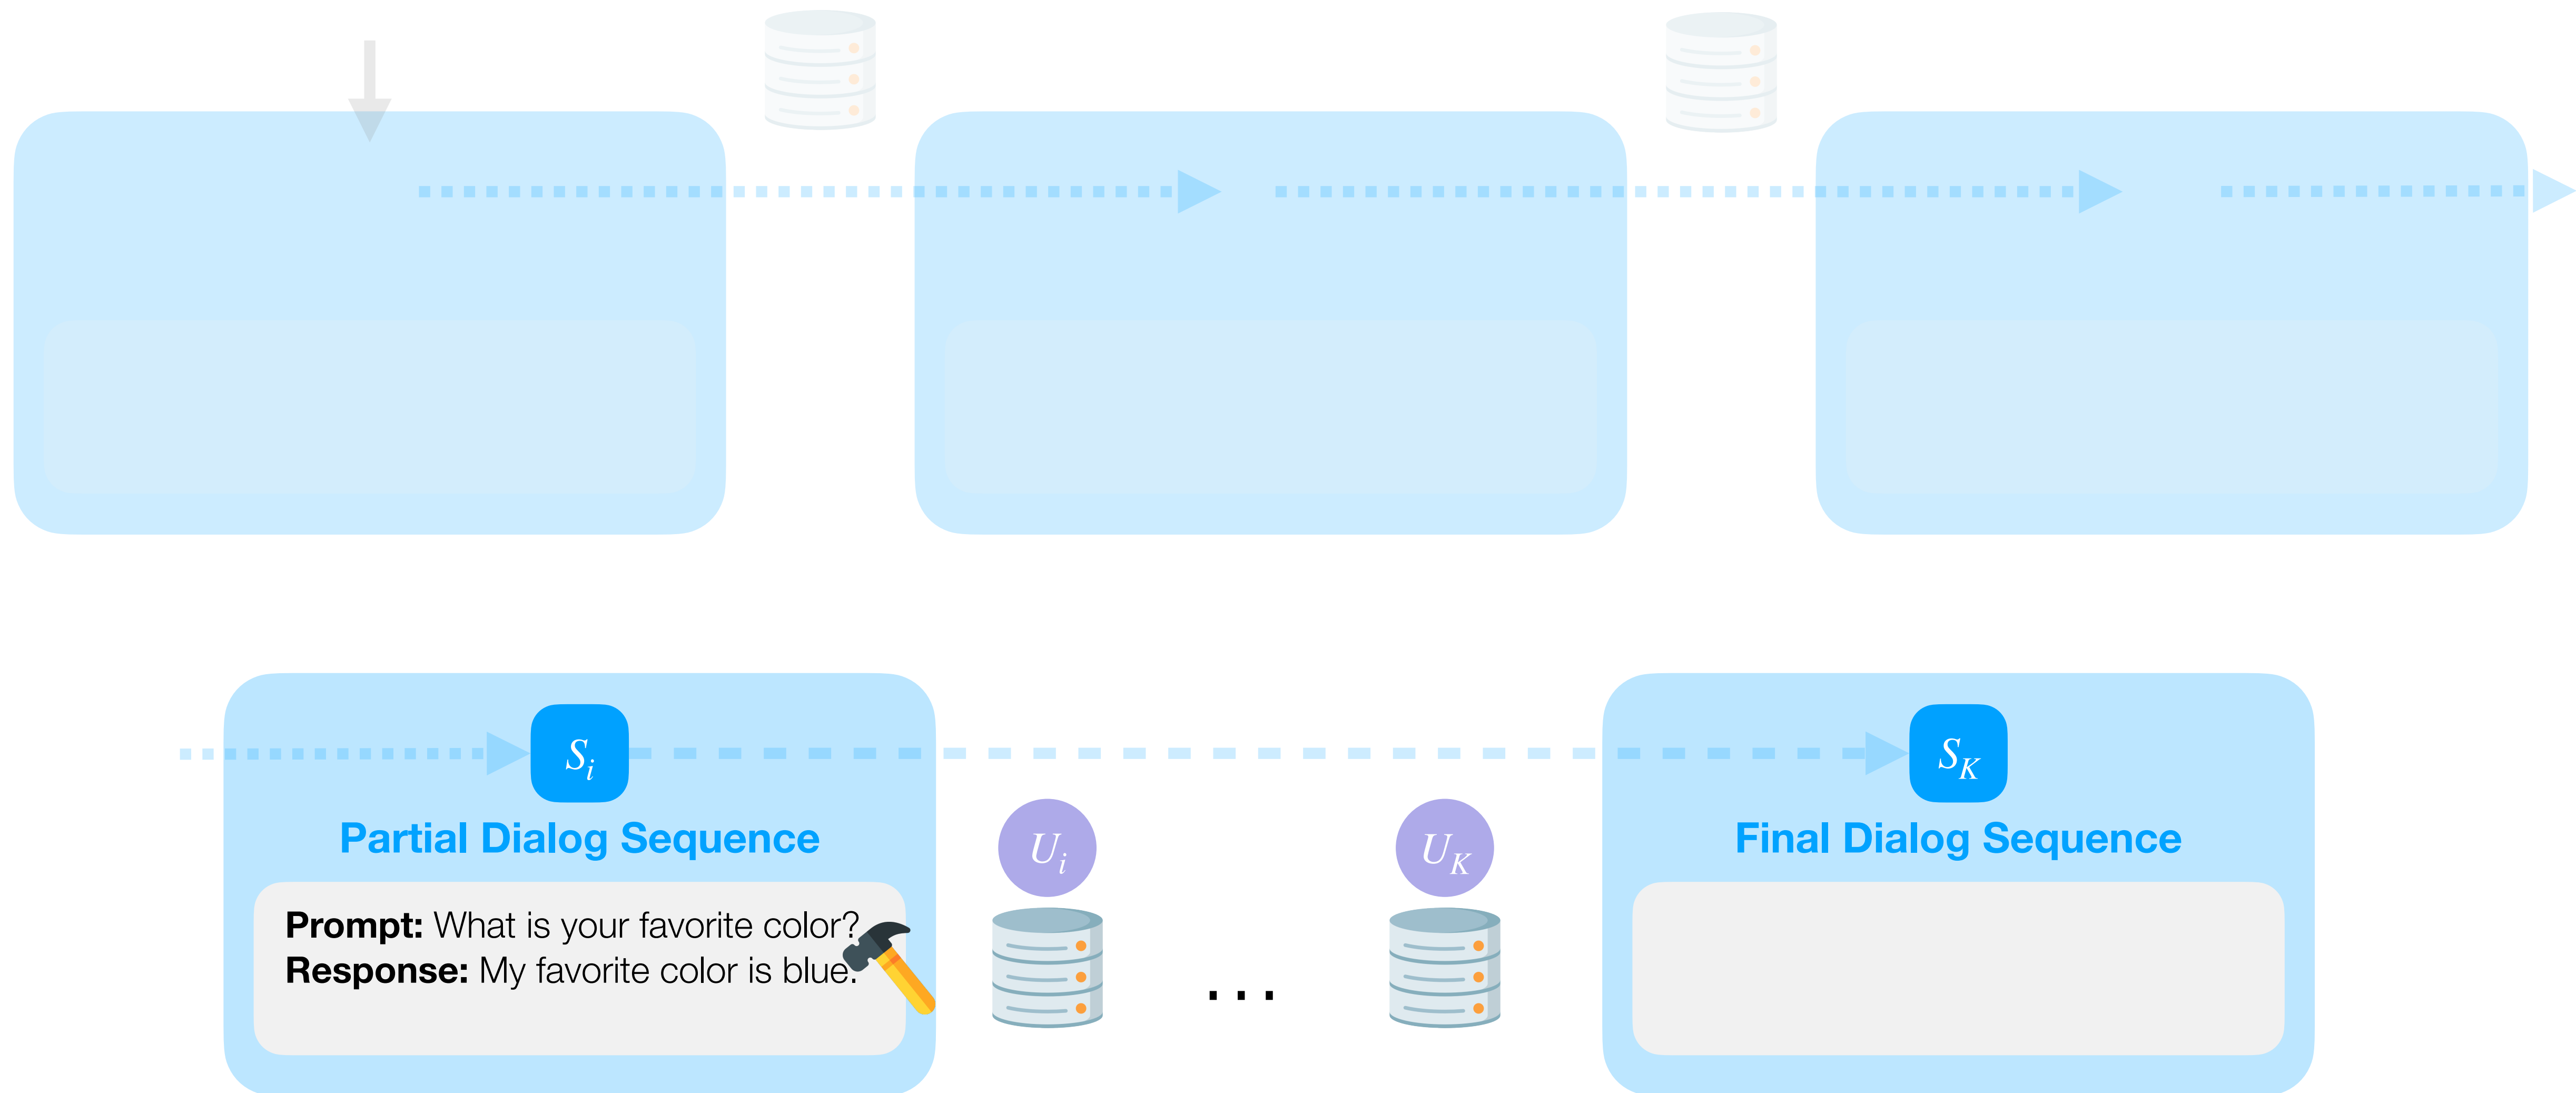 S_i
S_K
Partial Dialog Sequence
Final Dialog Sequence
U_i
U_K
Prompt: What is your favorite color?
Response: My favorite color is blue.
...